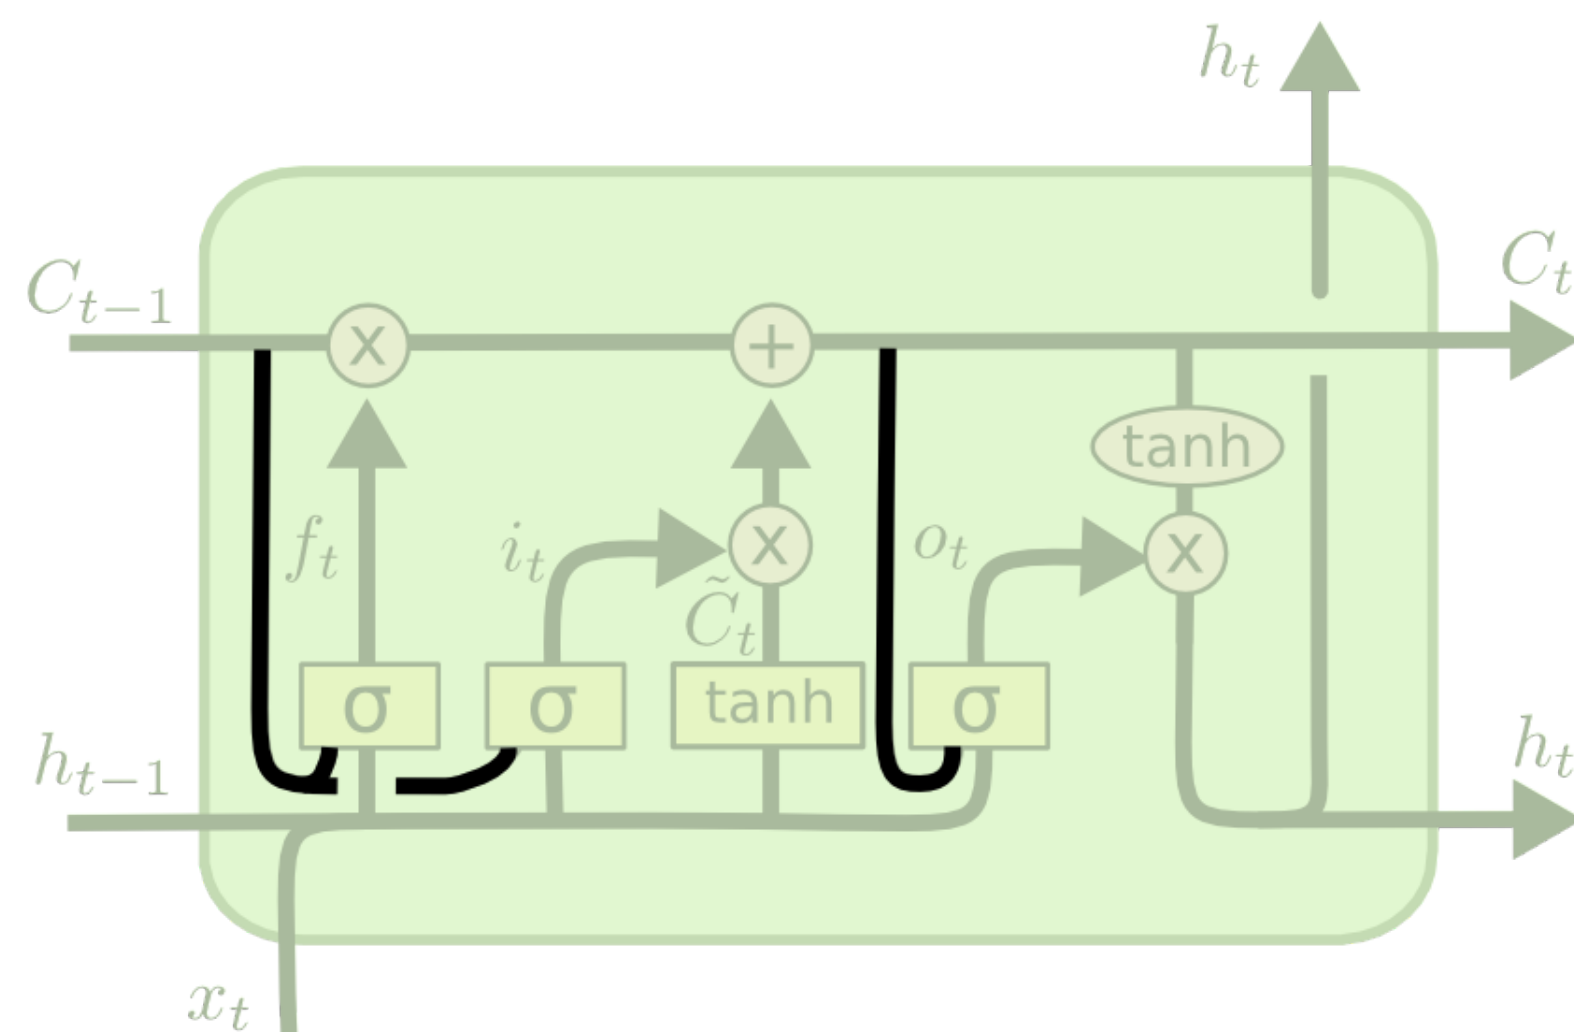 h_t
C_{t-1}
C_t
x
+
tanh
f_t
i_t
x
o_t
x
C̃_t
σ
σ
tanh
σ
h_{t-1}
h_t
x_t